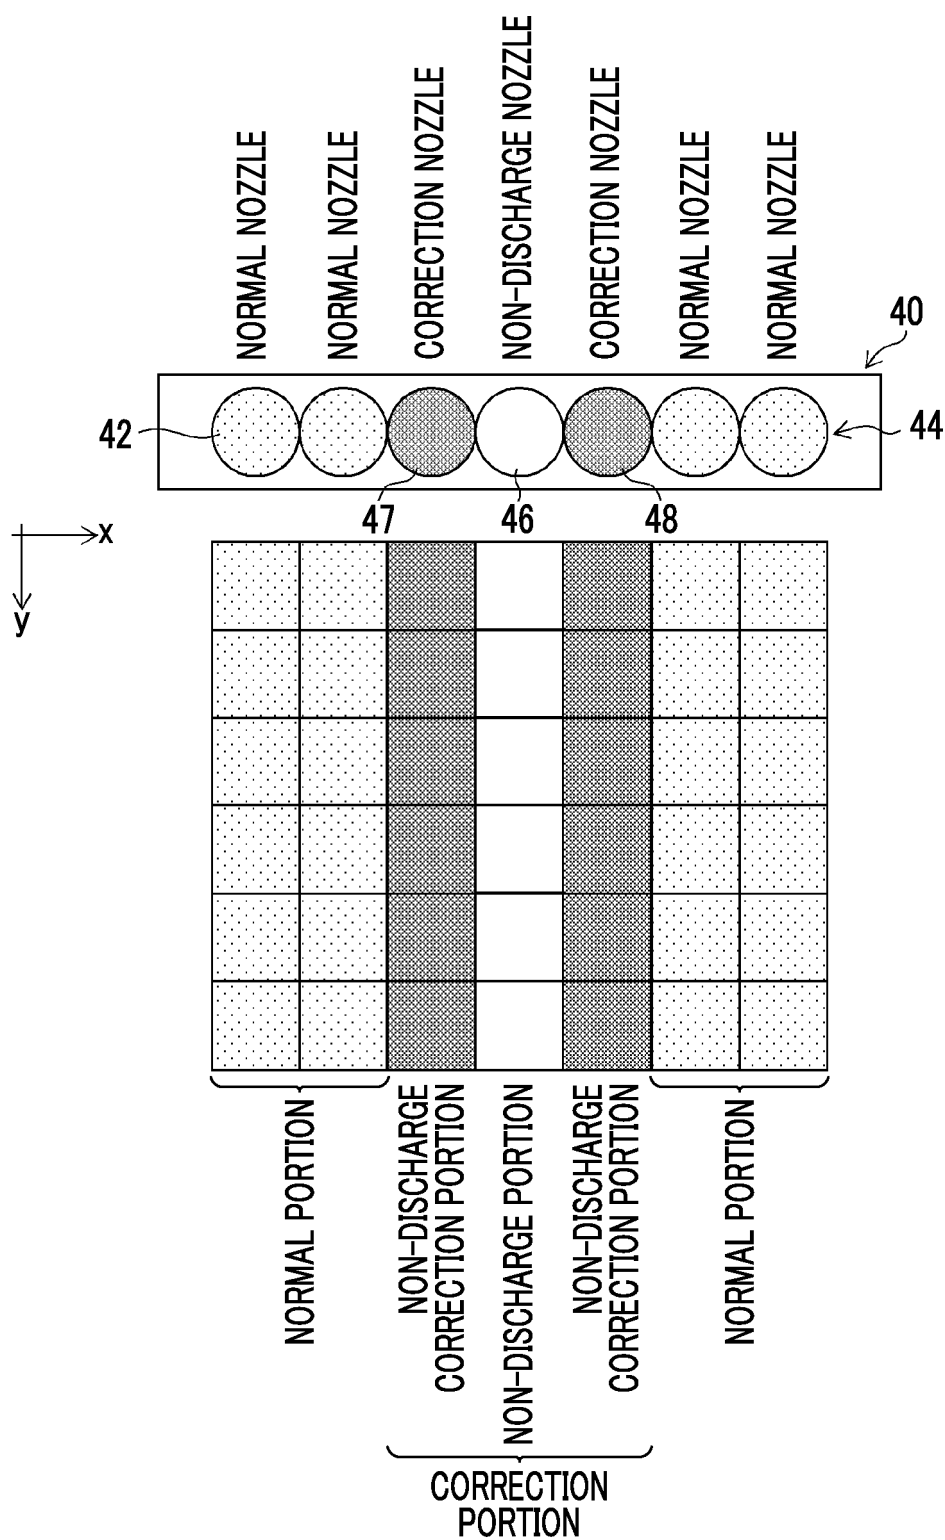 NORMAL NOZZLE
NORMAL NOZZLE
CORRECTION NOZZLE
NON-DISCHARGE NOZZLE
CORRECTION NOZZLE
NORMAL NOZZLE
NORMAL NOZZLE
40
42
44
47
46
48
x
y
NORMAL PORTION
NON-DISCHARGE
CORRECTION PORTION
NON-DISCHARGE PORTION
NON-DISCHARGE
CORRECTION PORTION
NORMAL PORTION
CORRECTION
PORTION